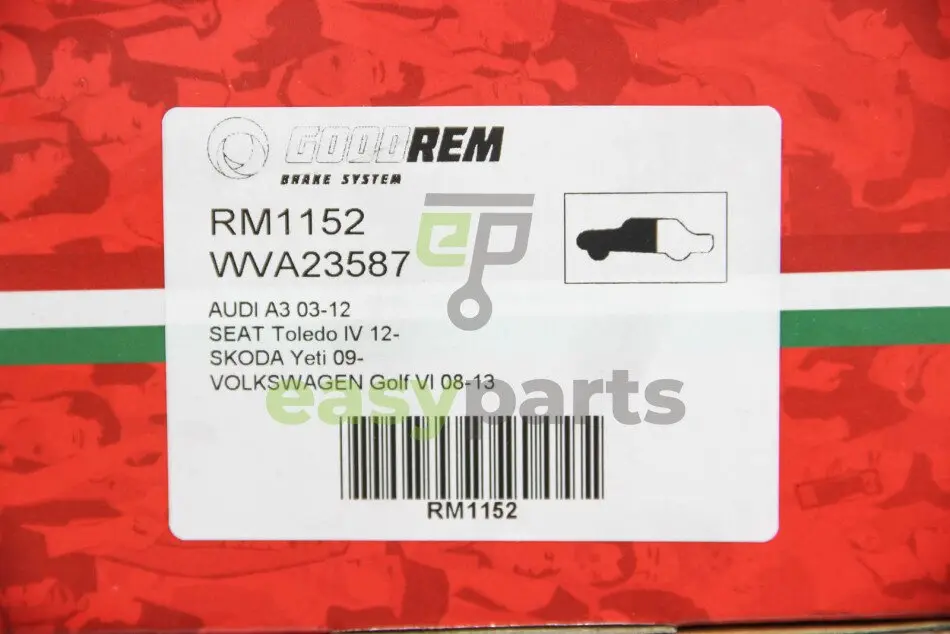 GOODREM
BRAKE SYSTEM
RM1152
WVA23587
ep
AUDI A3 03-12
SEAT Toledo IV 12-
SKODA Yeti 09-
VOLKSWAGEN Golf VI 08-13
easyparts
RM1152